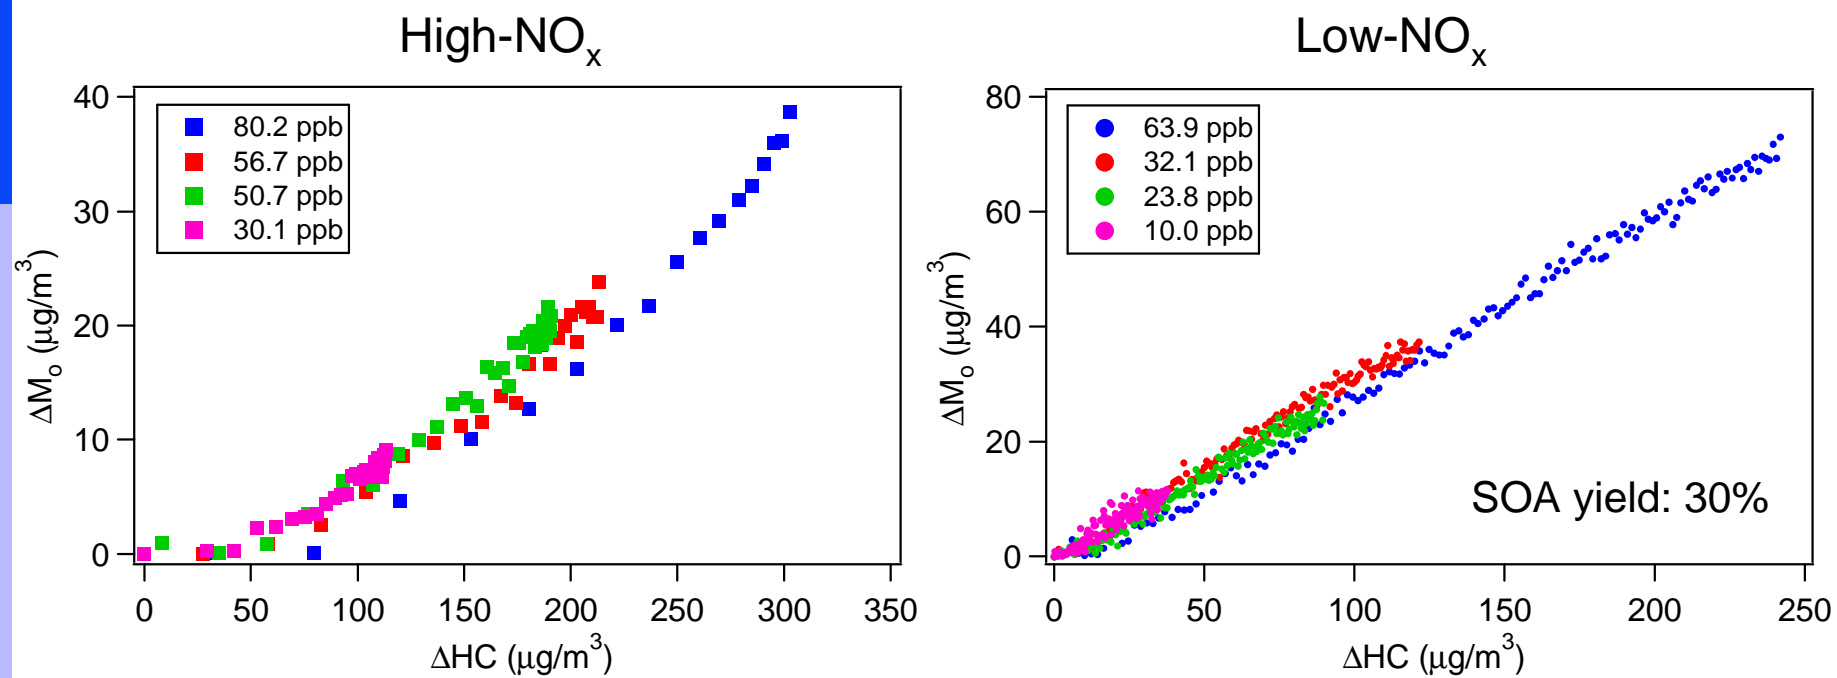 High-NOx
40
30
20
10
0
ΔMo (μg/m3)
80.2 ppb
56.7 ppb
50.7 ppb
30.1 ppb
0 50 100 150 200 250 300 350
ΔHC (μg/m3)
Low-NOx
80
60
40
20
0
ΔMo (μg/m3)
63.9 ppb
32.1 ppb
23.8 ppb
10.0 ppb
SOA yield: 30%
0 50 100 150 200 250
ΔHC (μg/m3)